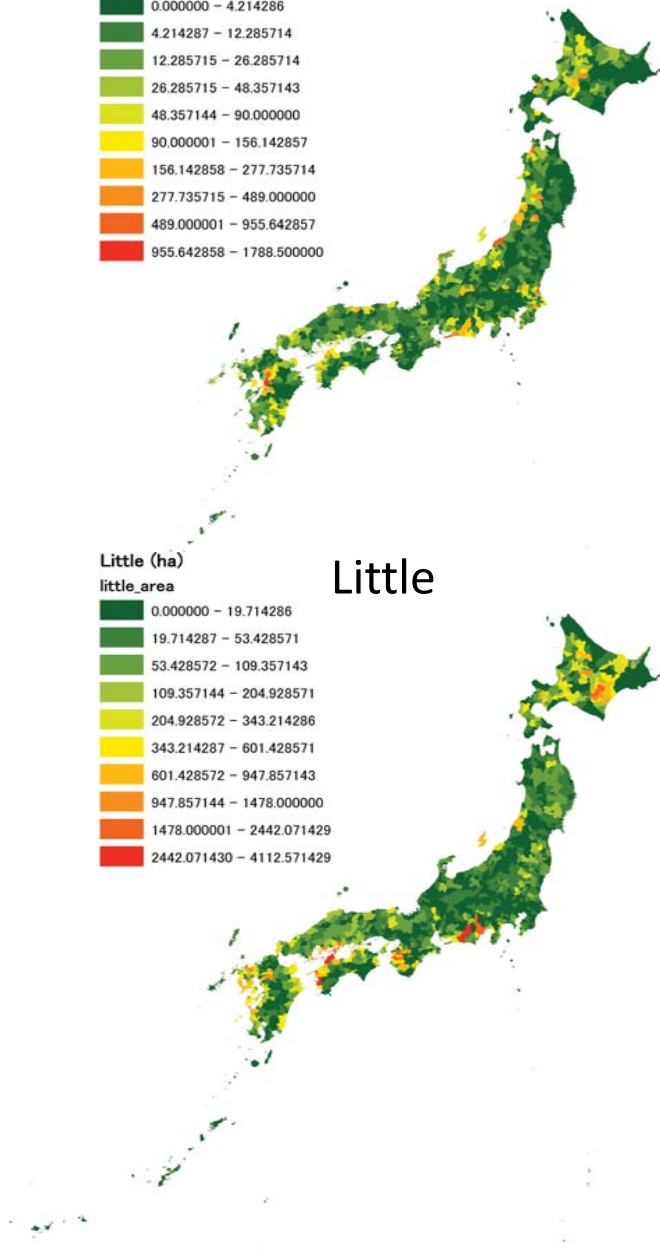 0.000000 - 4.214286
4.214287 - 12.285714
12.285715 - 26.285714
26.285715 - 48.357143
48.357144 - 90.000000
90.000001 - 156.142857
156.142858 - 277.735714
277.735715 - 489.000000
489.000001 - 955.642857
955.642858 - 1788.500000
Little (ha)
Little
little_area
0.000000 - 19.714286
19.714287 - 53.428571
53.428572 - 109.357143
109.357144 - 204.928571
204.928572 - 343.214286
343.214287 - 601.428571
601.428572 - 947.857143
947.857144 - 1478.000000
1478.000001 - 2442.071429
2442.071430 - 4112.571429